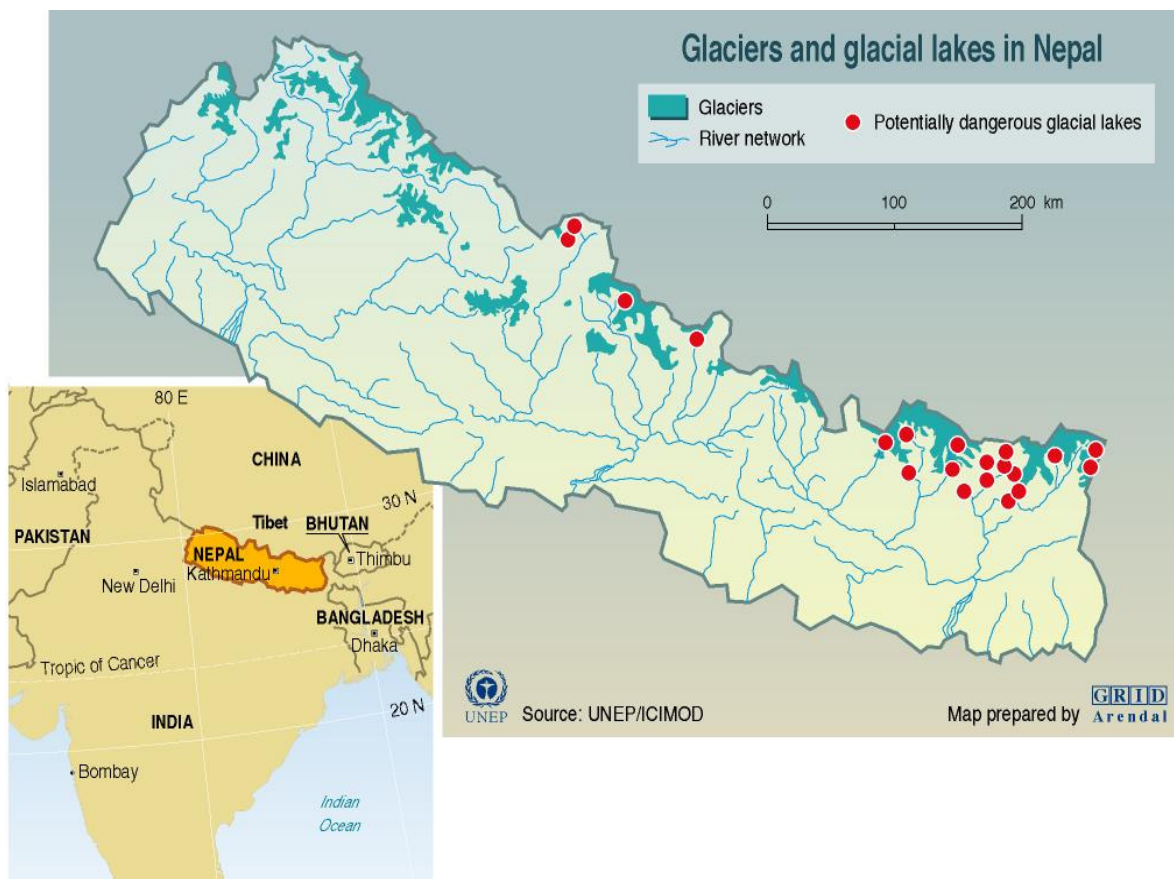 Glaciers and glacial lakes in Nepal
Glaciers
River network
Potentially dangerous glacial lakes
0 100 200 km
80 E
CHINA
Islamabad
30 N
Tibet
BHUTAN
PAKISTAN
NEPAL
Thimbu
Kathmandu
New Delhi
BANGLADESH
Dhaka
Tropic of Cancer
20 N
INDIA
Bombay
Indian
Ocean
UNEP
Source: UNEP/ICIMOD
Map prepared by
GRID
Arendal